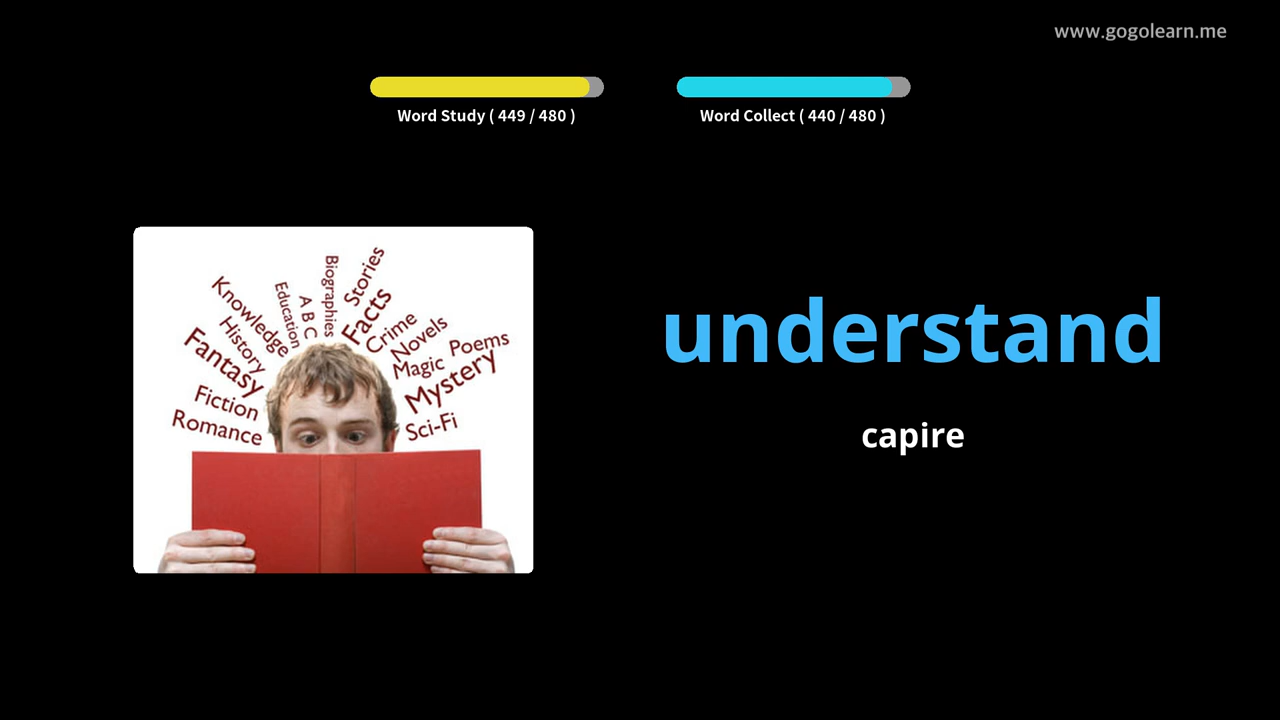 www.gogolearn.me
Word Study ( 449 / 480 )
Word Collect ( 440 / 480 )
Biographies
Stories
Education
A B C
Facts
Knowledge
History
Crime
Novels
Fantasy
Magic
Poems
Mystery
Fiction
Romance
Sci-Fi
understand
capire